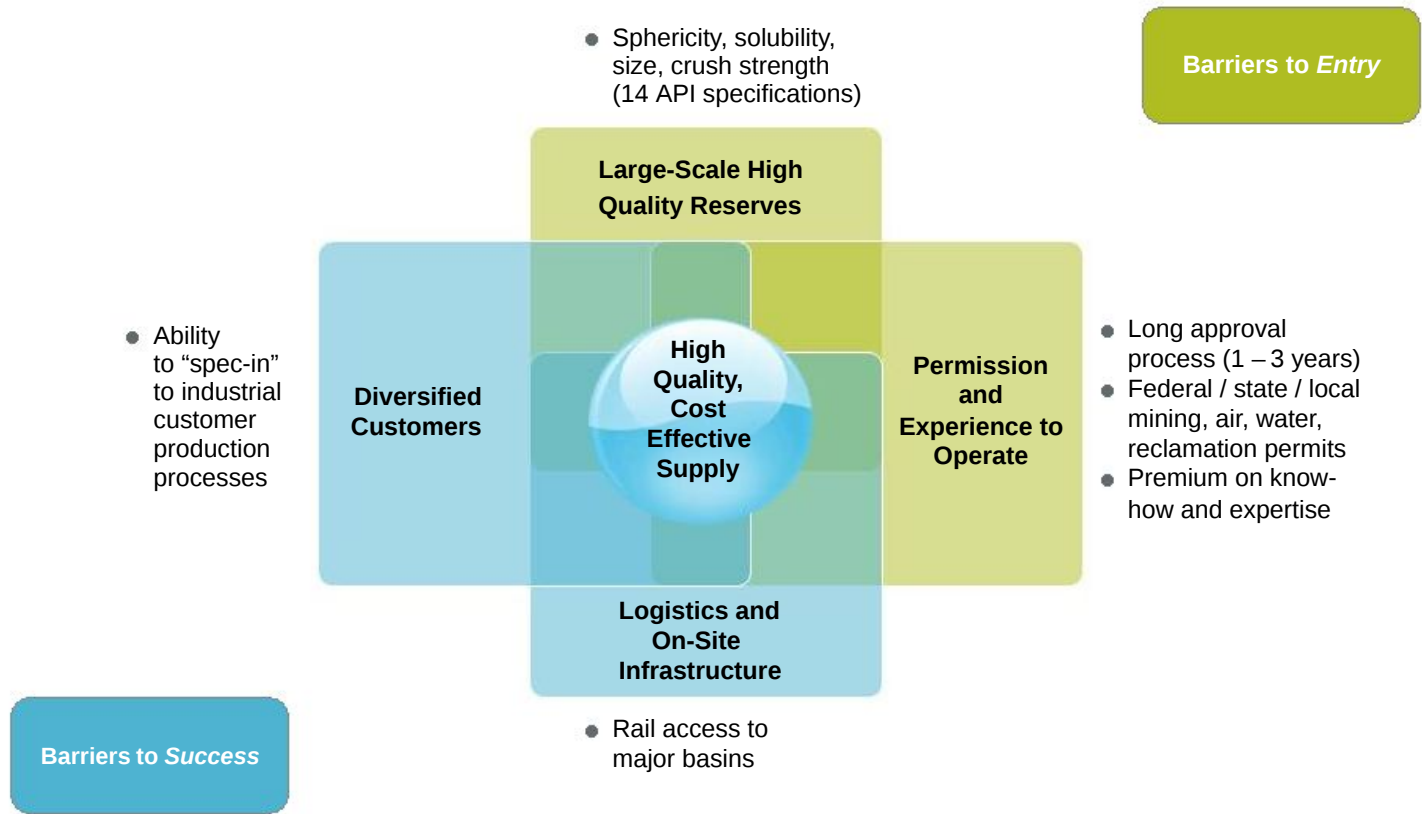 Sphericity, solubility,
size, crush strength
(14 API specifications)
Barriers to Entry
Large-Scale High
Quality Reserves
Ability
to “spec-in”
to industrial
customer
production
processes
Diversified
Customers
High
Quality,
Cost
Effective
Supply
Permission
and
Experience to
Operate
Long approval
process (1 – 3 years)
Federal / state / local
mining, air, water,
reclamation permits
Premium on know-
how and expertise
Logistics and
On-Site
Infrastructure
Rail access to
major basins
Barriers to Success